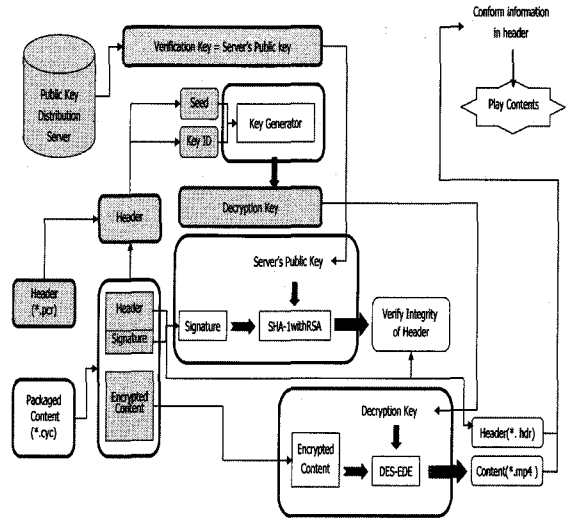 Conform information
in header
Verification Key = Server's Public key
Public Key
Distribution
Server
Seed
Key ID
Key Generator
Play Contents
Header
Decryption Key
Server's Public Key
Header
(*.pcr)
Header
Signature
Signature
SHA-1withRSA
Verify Integrity
of Header
Packaged
Content
(*.cyc)
Encrypted
Content
Decryption Key
Encrypted
Content
DES-EDE
Header(*. hdr)
Content(*.mp4 )